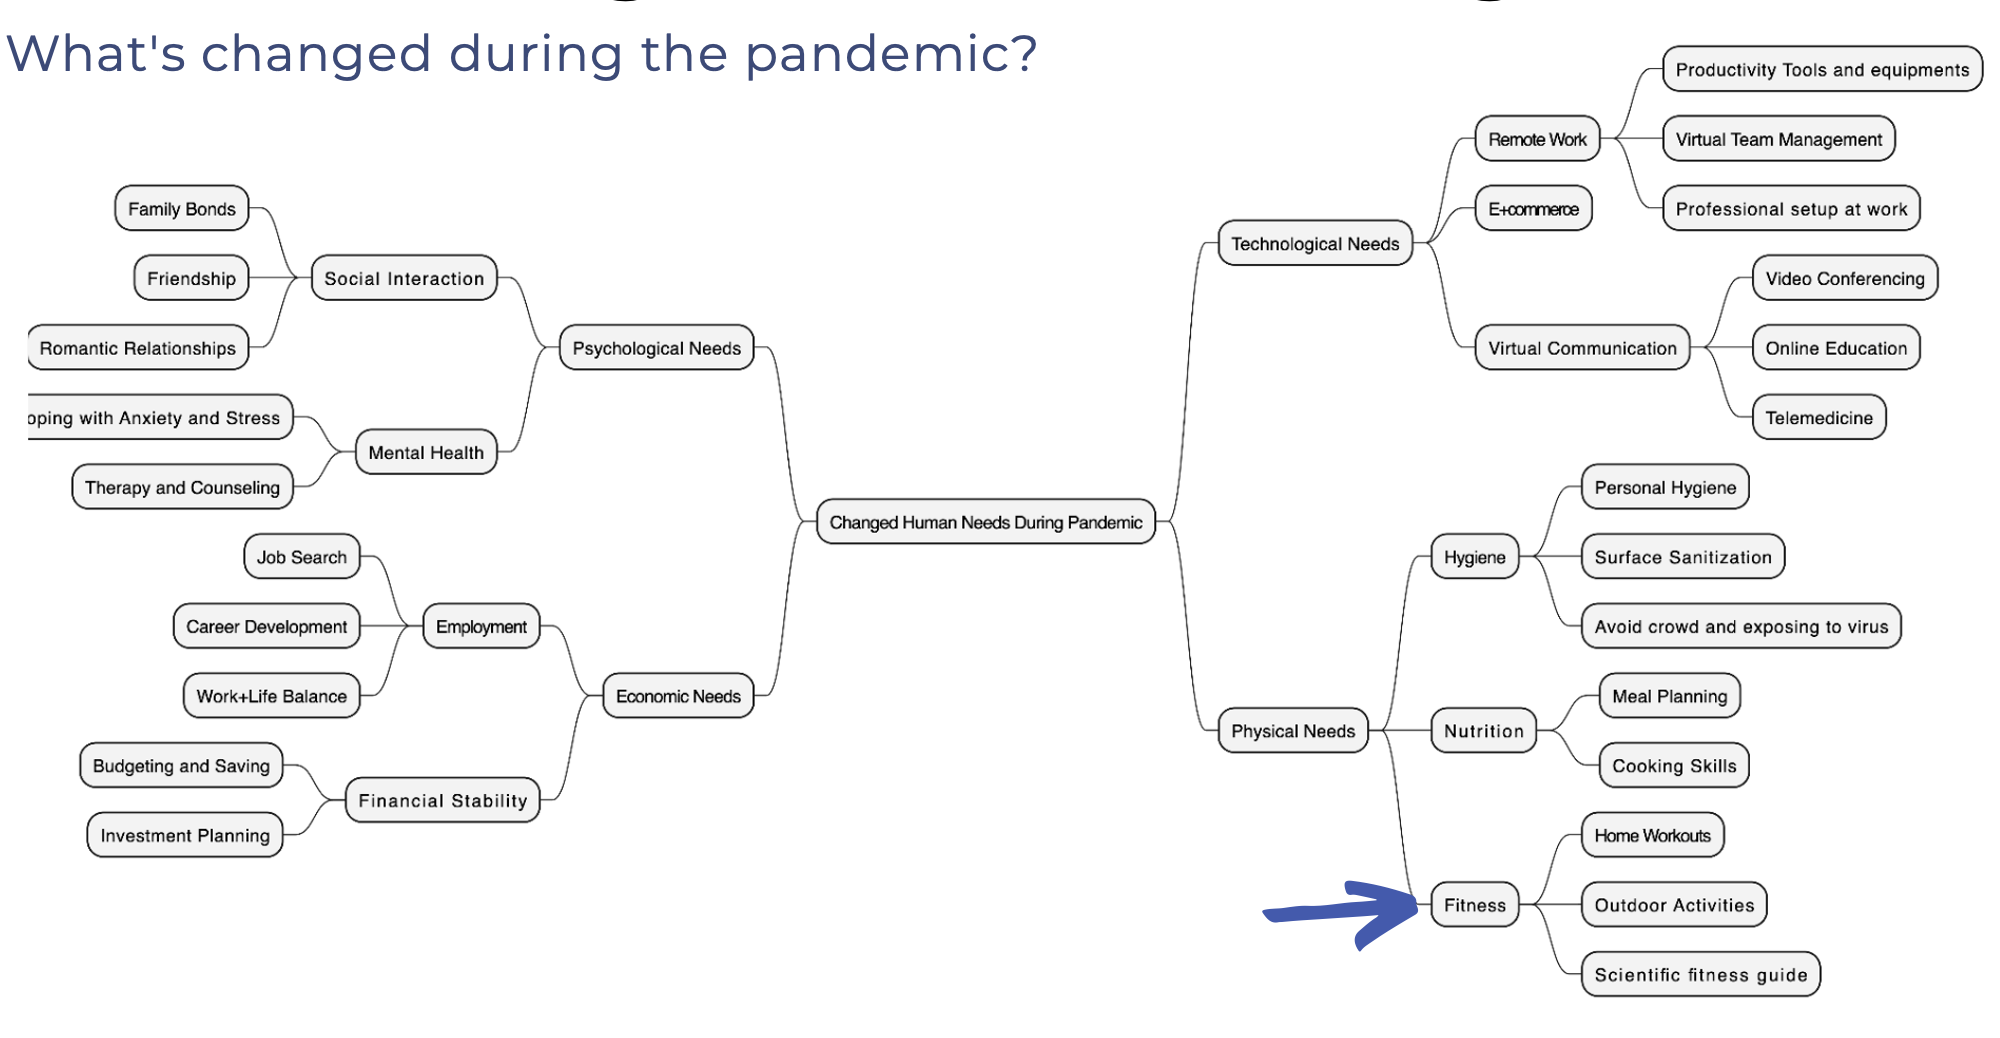 What's changed during the pandemic?
Changed Human Needs During Pandemic
Psychological Needs
Social Interaction
Family Bonds
Friendship
Romantic Relationships
Mental Health
oping with Anxiety and Stress
Therapy and Counseling
Economic Needs
Employment
Job Search
Career Development
Work+Life Balance
Financial Stability
Budgeting and Saving
Investment Planning
Technological Needs
Remote Work
Productivity Tools and equipments
Virtual Team Management
Professional setup at work
E+commerce
Virtual Communication
Video Conferencing
Online Education
Telemedicine
Physical Needs
Hygiene
Personal Hygiene
Surface Sanitization
Avoid crowd and exposing to virus
Nutrition
Meal Planning
Cooking Skills
Fitness
Home Workouts
Outdoor Activities
Scientific fitness guide